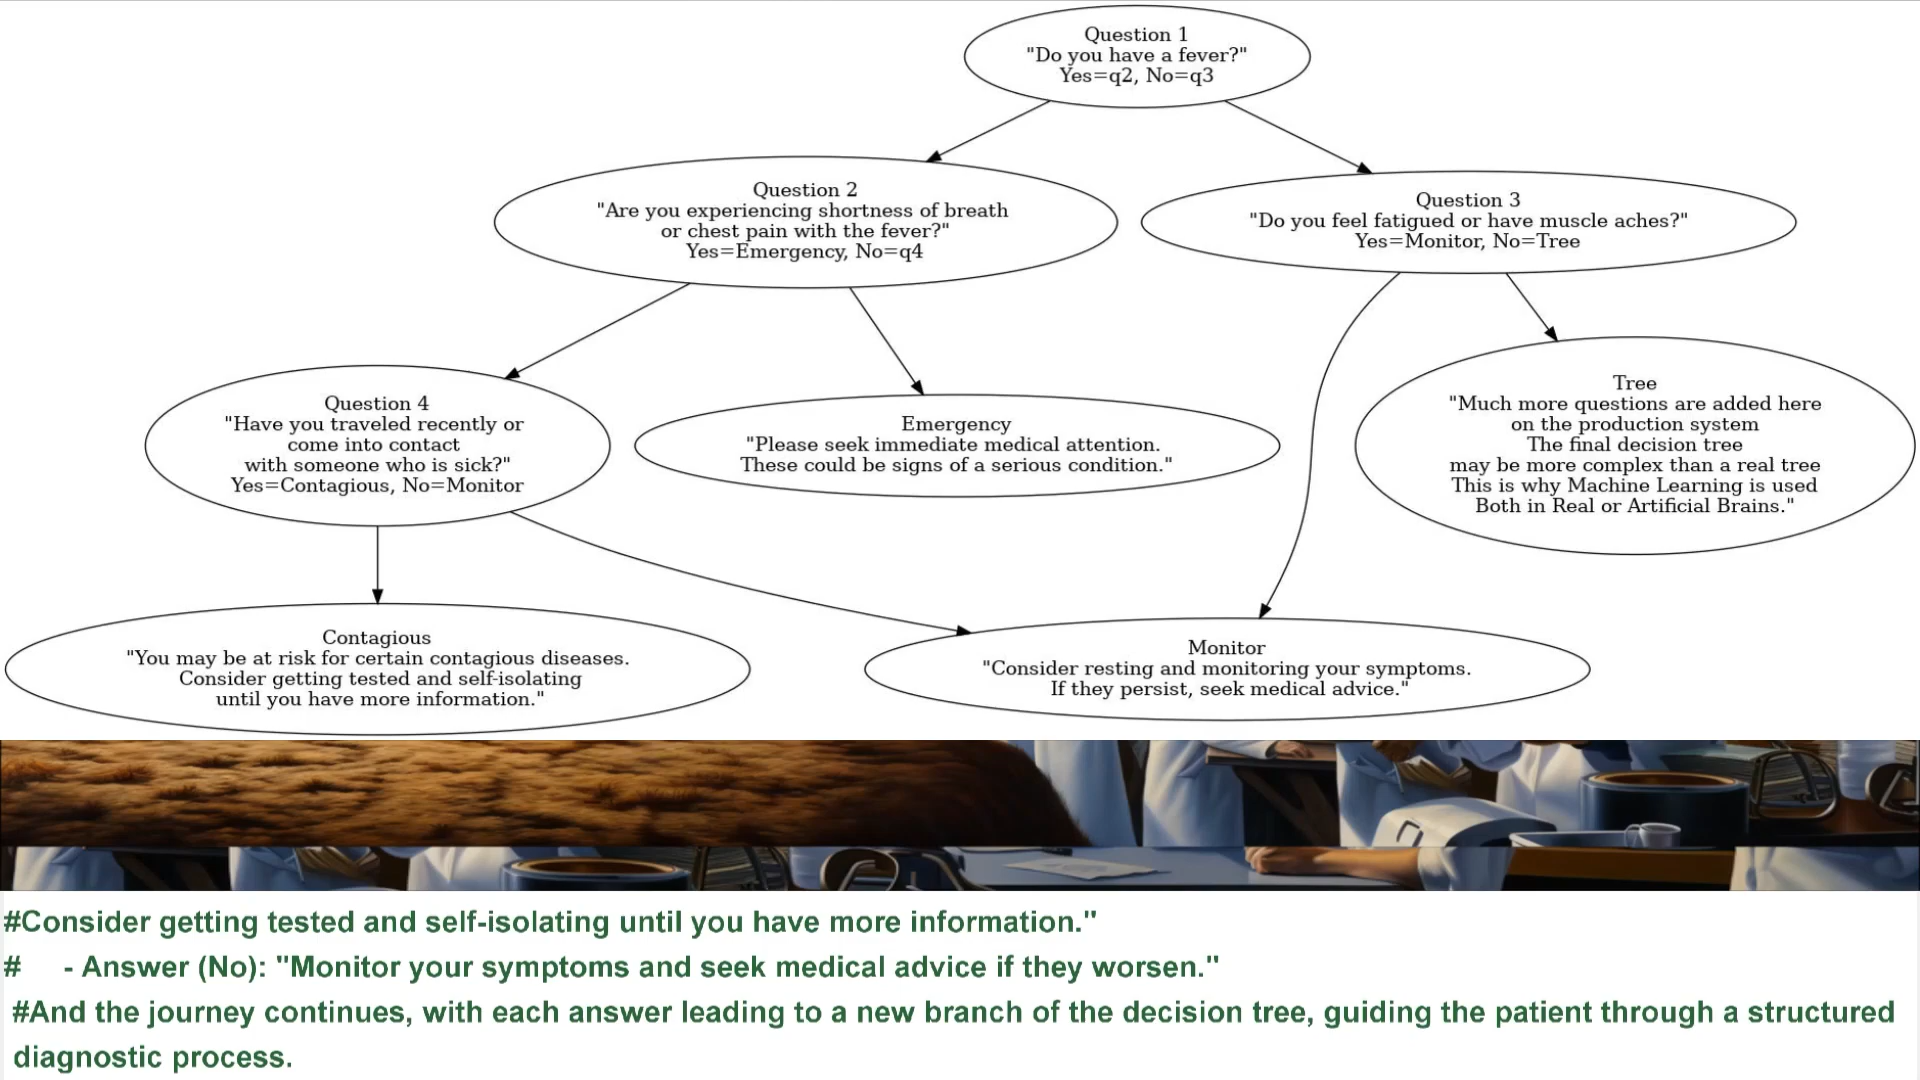 Question 1
"Do you have a fever?"
Yes=q2, No=q3
Question 2
"Are you experiencing shortness of breath
or chest pain with the fever?"
Yes=Emergency, No=q4
Question 3
"Do you feel fatigued or have muscle aches?"
Yes=Monitor, No=Tree
Question 4
"Have you traveled recently or
come into contact
with someone who is sick?"
Yes=Contagious, No=Monitor
Emergency
"Please seek immediate medical attention.
These could be signs of a serious condition."
Tree
"Much more questions are added here
on the production system
The final decision tree
may be more complex than a real tree
This is why Machine Learning is used
Both in Real or Artificial Brains."
Contagious
"You may be at risk for certain contagious diseases.
Consider getting tested and self-isolating
until you have more information."
Monitor
"Consider resting and monitoring your symptoms.
If they persist, seek medical advice."
#Consider getting tested and self-isolating until you have more information."
#     - Answer (No): "Monitor your symptoms and seek medical advice if they worsen."
#And the journey continues, with each answer leading to a new branch of the decision tree, guiding the patient through a structured
diagnostic process.